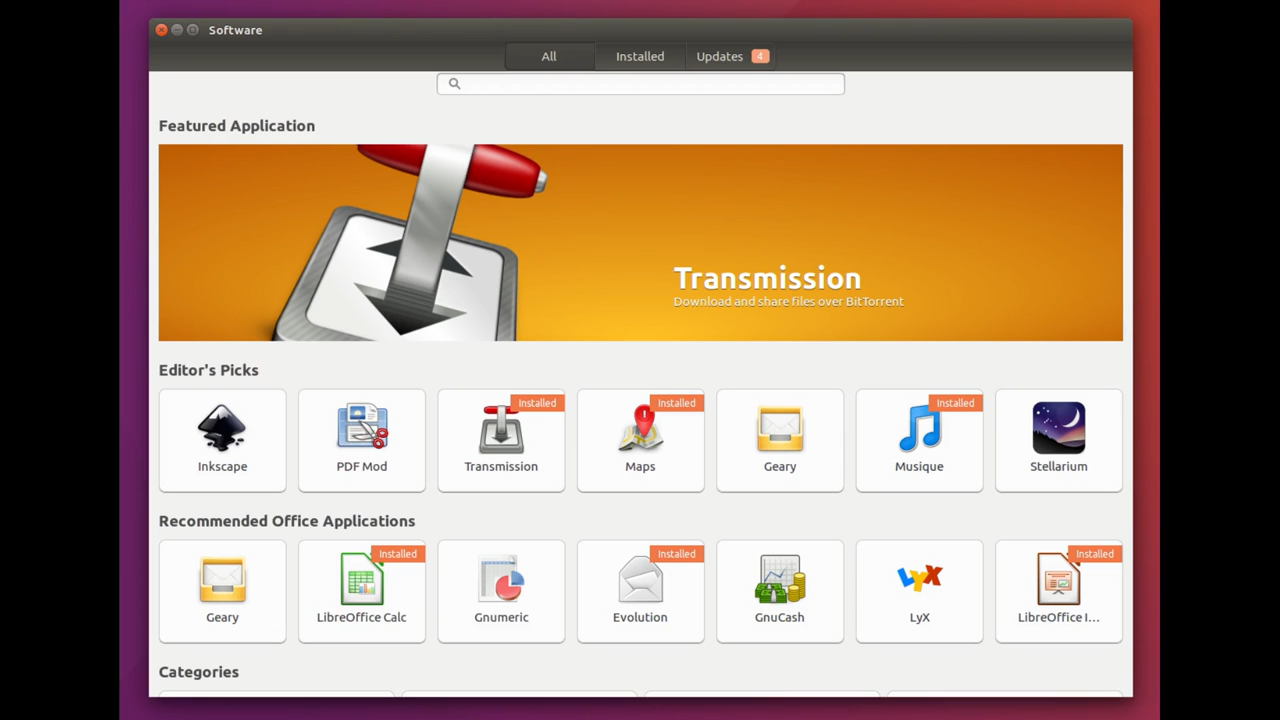 Software
All
Installed
Updates 4
Featured Application
Transmission
Download and share files over BitTorrent
Editor's Picks
Installed
Installed
Installed
Inkscape
PDF Mod
Transmission
Maps
Geary
Musique
Stellarium
Recommended Office Applications
Installed
Installed
Installed
Geary
LibreOffice Calc
Gnumeric
Evolution
GnuCash
LyX
LibreOffice I...
Categories